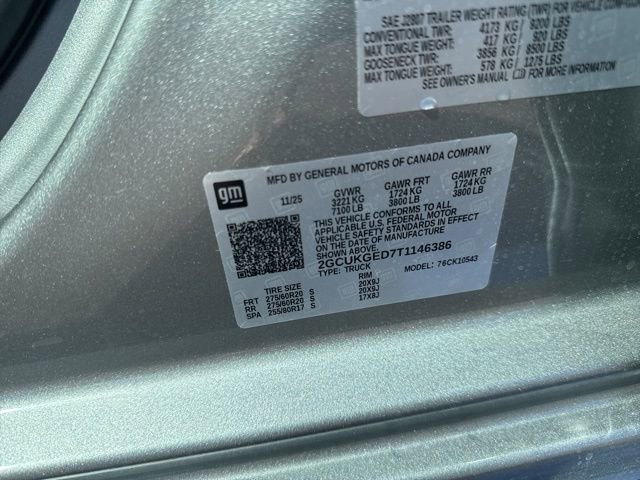 SAE J2807 TRAILER WEIGHT RATING (TWR) FOR VEHICLE
CONVENTIONAL TWR: 4173 KG / 9200 LBS
MAX TONGUE WEIGHT: 417 KG / 920 LBS
GOOSENECK TWR: 3856 KG / 8500 LBS
MAX TONGUE WEIGHT: 578 KG / 1275 LBS
SEE OWNER'S MANUAL FOR ADDITIONAL INFORMATION
gm
MFD BY GENERAL MOTORS OF CANADA COMPANY
11/25 GVWR GAWR FRT GAWR RR
3221 KG 1724 KG 1724 KG
7100 LB 3800 LB 3800 LB
THIS VEHICLE CONFORMS TO ALL
APPLICABLE U.S. FEDERAL MOTOR
VEHICLE SAFETY STANDARDS IN EFFECT
ON THE DATE OF MANUFACTURE
SHOWN ABOVE.
2GCUKGED7T1146386
TYPE: TRUCK MODEL: 76CK10543
TIRE SIZE RIM
FRT 275/60R20 S 20X9J
RR 275/60R20 S 20X9J
SPA 255/80R17 S 17X8J